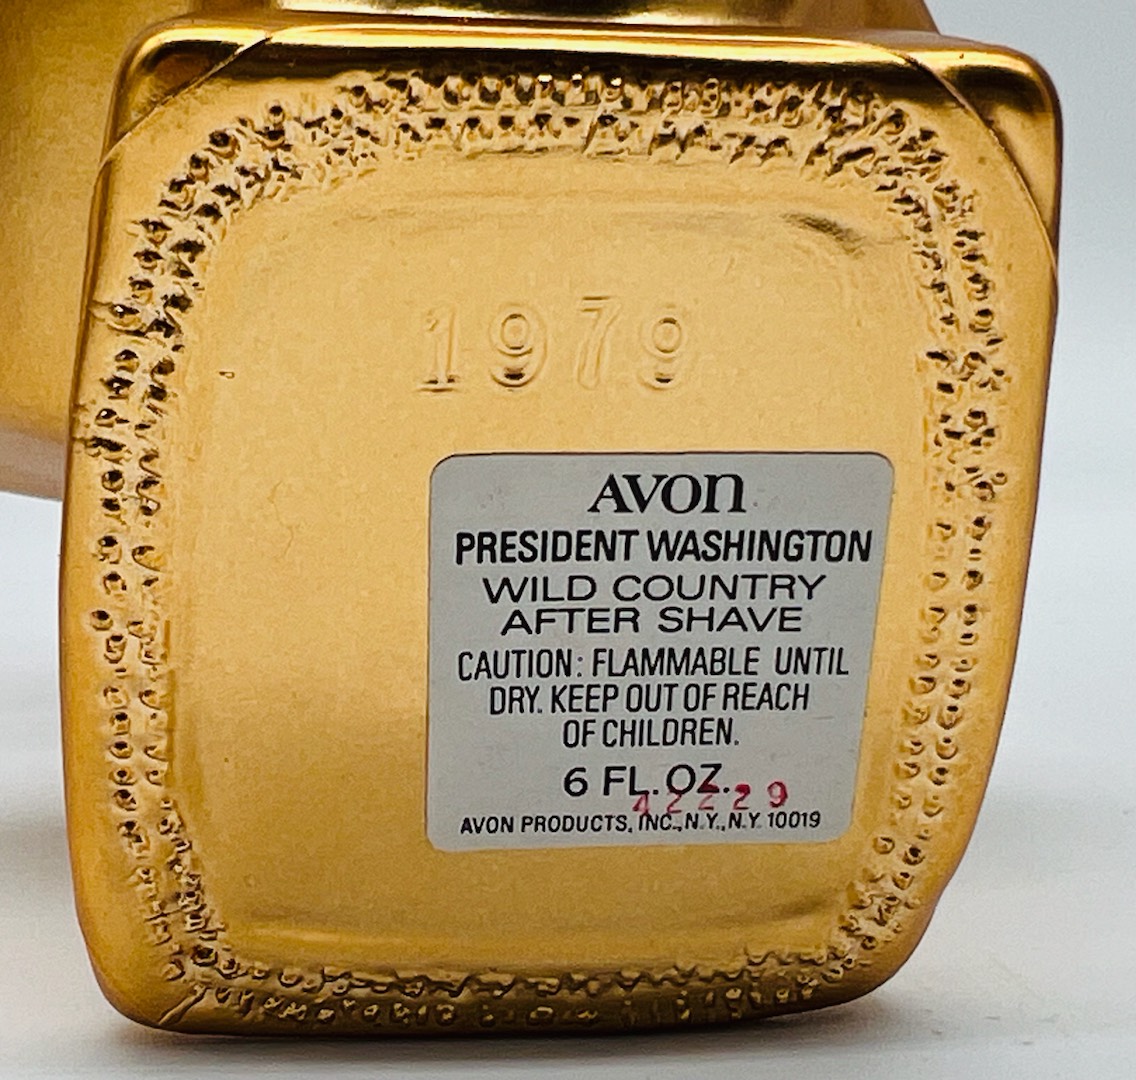 1979
AVON
PRESIDENT WASHINGTON
WILD COUNTRY
AFTER SHAVE
CAUTION: FLAMMABLE UNTIL
DRY. KEEP OUT OF REACH
OF CHILDREN.
6 FL. OZ.
42229
AVON PRODUCTS, INC., N.Y., N.Y. 10019